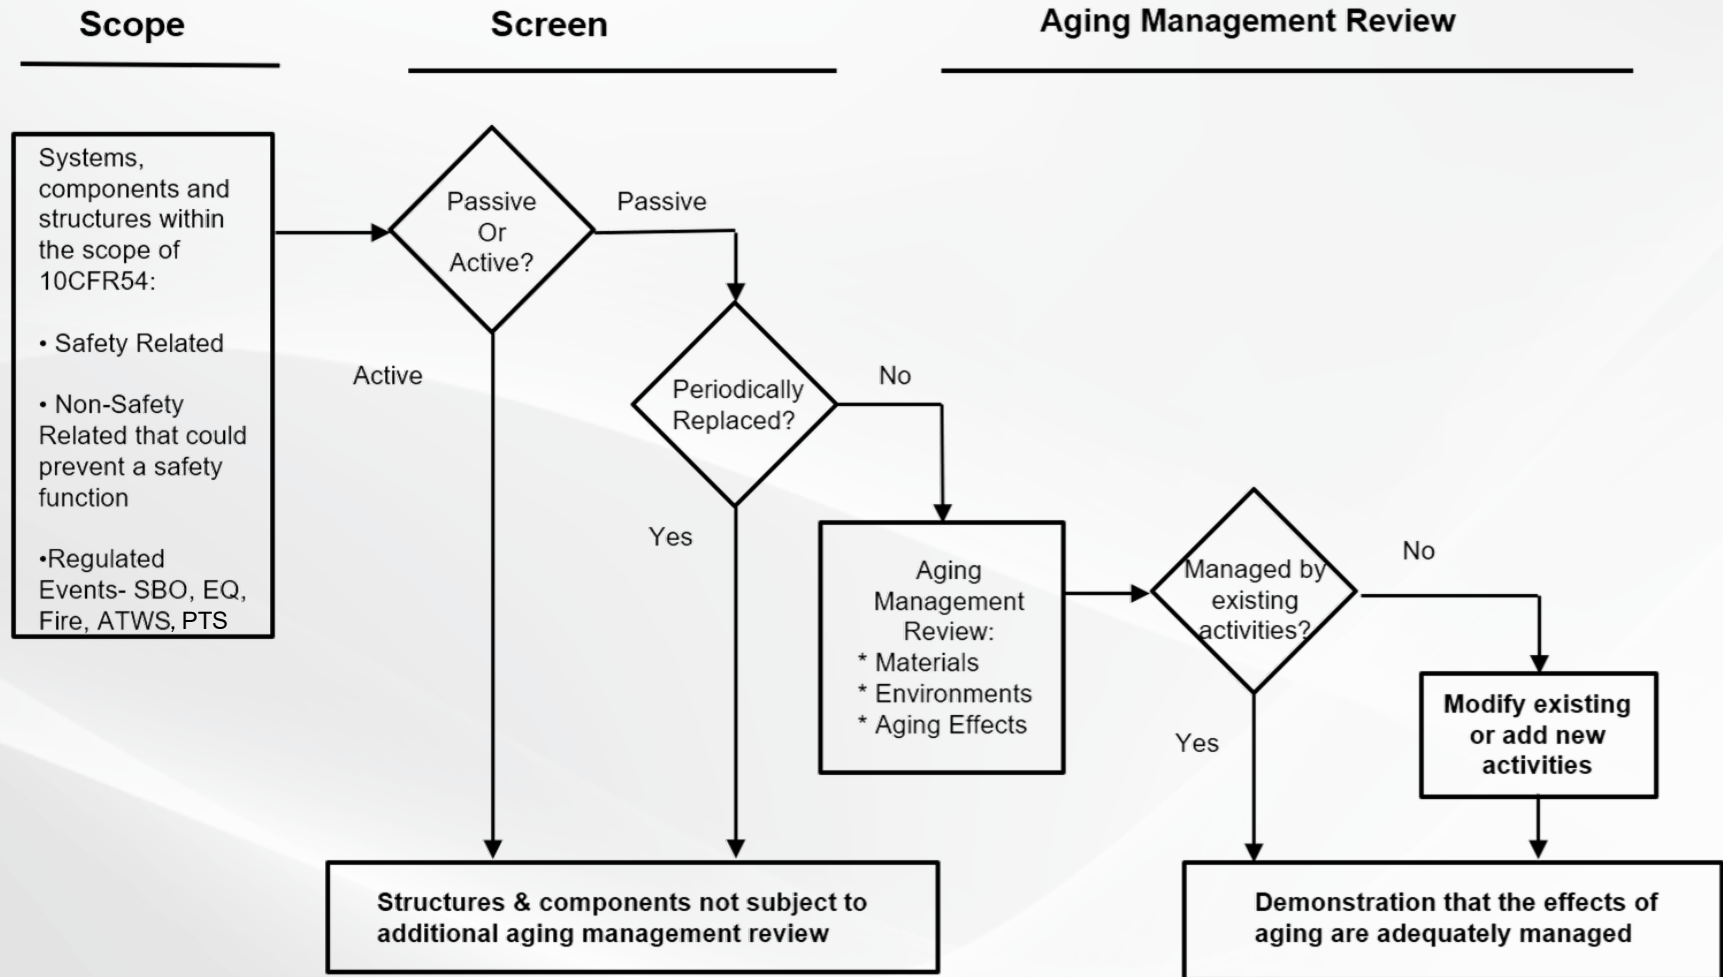 Scope
Screen
Aging Management Review
Systems,
components and
structures within
the scope of
10CFR54:
• Safety Related
• Non-Safety
Related that could
prevent a safety
function
•Regulated
Events- SBO, EQ,
Fire, ATWS, PTS
Passive
Or
Active?
Passive
Active
Periodically
Replaced?
No
Yes
Aging
Management
Review:
* Materials
* Environments
* Aging Effects
Managed by
existing
activities?
No
Yes
Modify existing
or add new
activities
Structures & components not subject to
additional aging management review
Demonstration that the effects of
aging are adequately managed